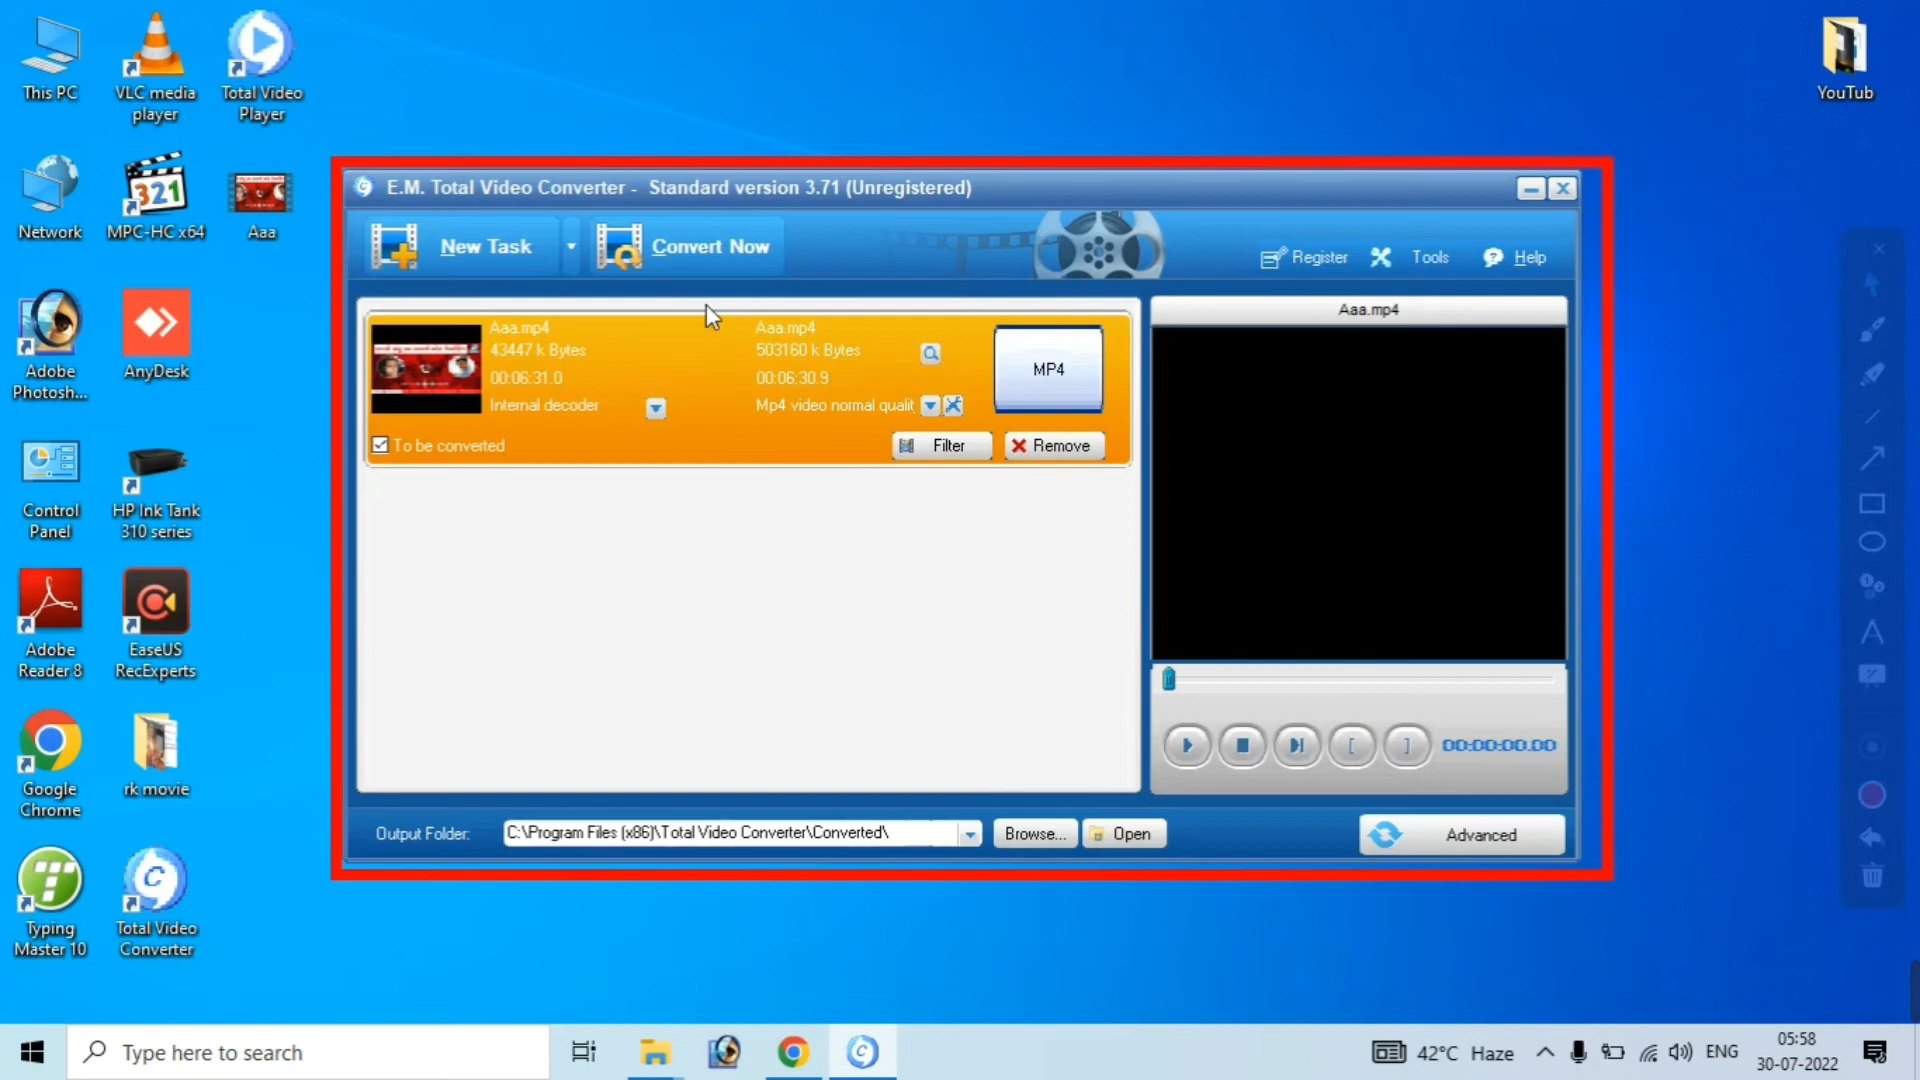 This PC
VLC media
player
Total Video
Player
YouTub
Network
MPC-HC x64
321
Aaa
Adobe
Photosh...
AnyDesk
Control
Panel
HP Ink Tank
310 series
Adobe
Reader 8
EaseUS
RecExperts
Google
Chrome
rk movie
Typing
Master 10
Total Video
Converter
E.M. Total Video Converter - Standard version 3.71 (Unregistered)
New Task
Convert Now
Register
Tools
Help
Aaa.mp4
43447 k Bytes
00:06:31.0
Internal decoder
Aaa.mp4
503160 k Bytes
00:06:30.9
Mp4 video normal qualit
MP4
To be converted
Filter
Remove
Aaa.mp4
00:00:00.00
Output Folder:
C:\Program Files (x86)\Total Video Converter\Converted\
Browse...
Open
Advanced
Type here to search
42°C Haze
ENG
05:58
30-07-2022